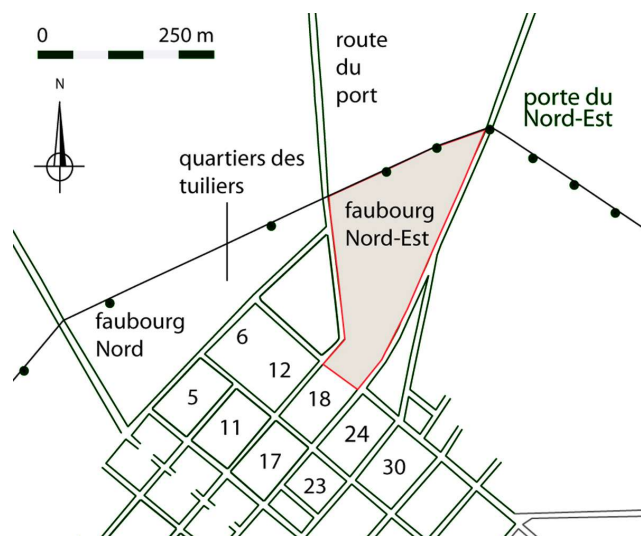 0 250 m
route
du
port
N
porte du
Nord-Est
quartiers des
tuiliers
faubourg
Nord-Est
faubourg
Nord
6
12
5
18
11
24
17
30
23